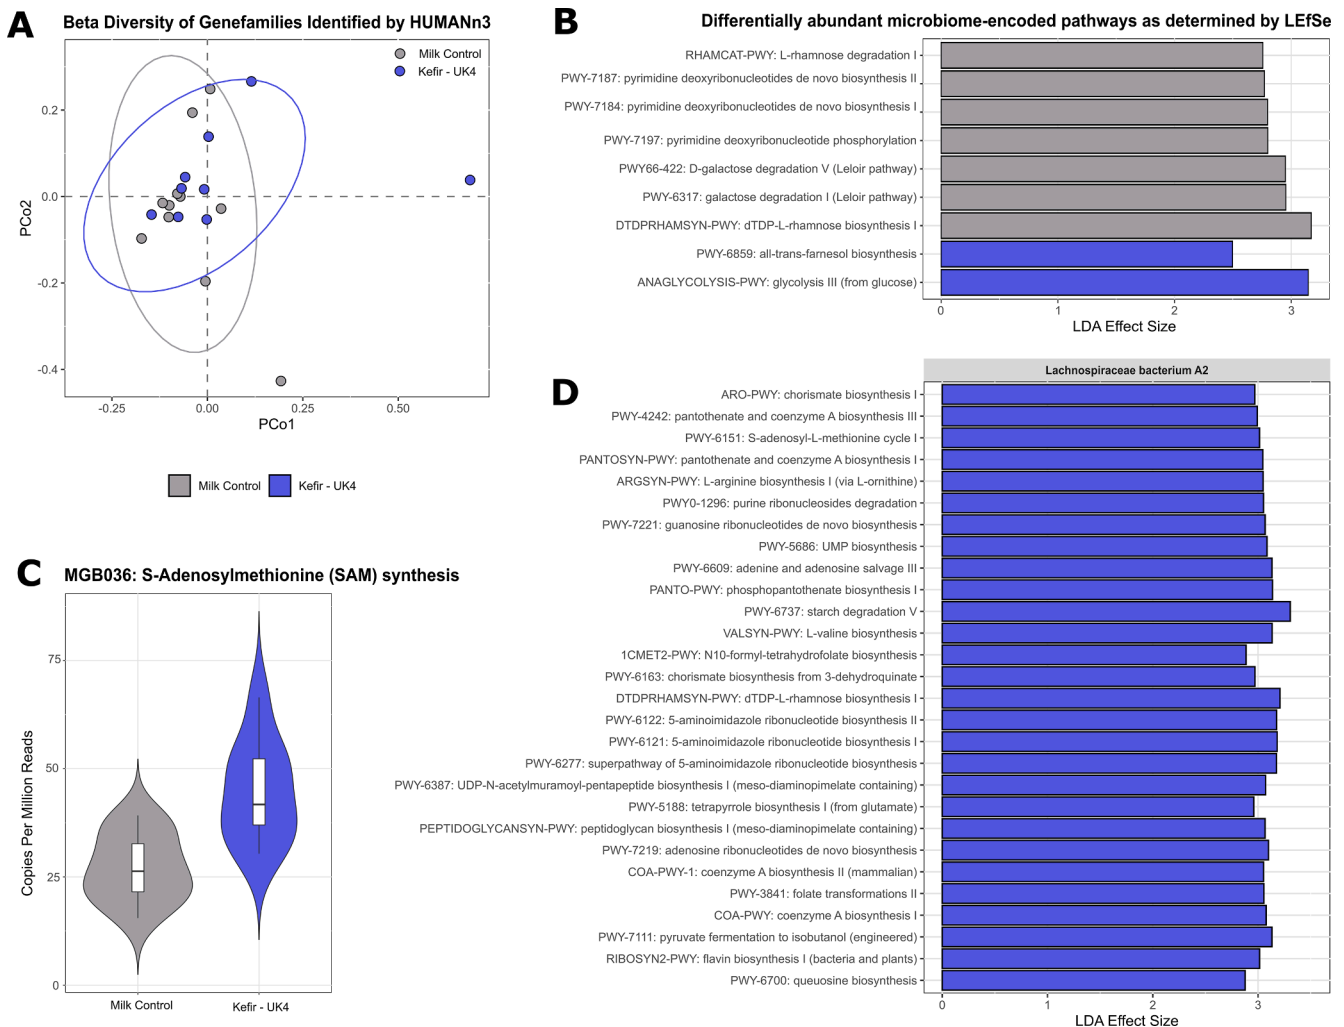 A
Beta Diversity of Genefamilies Identified by HUMANn3
Milk Control
Kefir - UK4
0.2
0.0
-0.2
-0.4
PCo2
-0.25
0.00
0.25
0.50
PCo1
Milk Control
Kefir - UK4
B
Differentially abundant microbiome-encoded pathways as determined by LEfSe
RHAMCAT-PWY: L-rhamnose degradation I
PWY-7187: pyrimidine deoxyribonucleotides de novo biosynthesis II
PWY-7184: pyrimidine deoxyribonucleotides de novo biosynthesis I
PWY-7197: pyrimidine deoxyribonucleotide phosphorylation
PWY66-422: D-galactose degradation V (Leloir pathway)
PWY-6317: galactose degradation I (Leloir pathway)
DTDPRHAMSYN-PWY: dTDP-L-rhamnose biosynthesis I
PWY-6859: all-trans-farnesol biosynthesis
ANAGLYCOLYSIS-PWY: glycolysis III (from glucose)
0
1
2
3
LDA Effect Size
C
MGB036: S-Adenosylmethionine (SAM) synthesis
Copies Per Million Reads
75
50
25
0
Milk Control
Kefir - UK4
D
Lachnospiraceae bacterium A2
ARO-PWY: chorismate biosynthesis I
PWY-4242: pantothenate and coenzyme A biosynthesis III
PWY-6151: S-adenosyl-L-methionine cycle I
PANTOSYN-PWY: pantothenate and coenzyme A biosynthesis I
ARGSYN-PWY: L-arginine biosynthesis I (via L-ornithine)
PWY0-1296: purine ribonucleosides degradation
PWY-7221: guanosine ribonucleotides de novo biosynthesis
PWY-5686: UMP biosynthesis
PWY-6609: adenine and adenosine salvage III
PANTO-PWY: phosphopantothenate biosynthesis I
PWY-6737: starch degradation V
VALSYN-PWY: L-valine biosynthesis
1CMET2-PWY: N10-formyl-tetrahydrofolate biosynthesis
PWY-6163: chorismate biosynthesis from 3-dehydroquinate
DTDPRHAMSYN-PWY: dTDP-L-rhamnose biosynthesis I
PWY-6122: 5-aminoimidazole ribonucleotide biosynthesis II
PWY-6121: 5-aminoimidazole ribonucleotide biosynthesis I
PWY-6277: superpathway of 5-aminoimidazole ribonucleotide biosynthesis
PWY-6387: UDP-N-acetylmuramoyl-pentapeptide biosynthesis I (meso-diaminopimelate containing)
PWY-5188: tetrapyrrole biosynthesis I (from glutamate)
PEPTIDOGLYCANSYN-PWY: peptidoglycan biosynthesis I (meso-diaminopimelate containing)
PWY-7219: adenosine ribonucleotides de novo biosynthesis
COA-PWY-1: coenzyme A biosynthesis II (mammalian)
PWY-3841: folate transformations II
COA-PWY: coenzyme A biosynthesis I
PWY-7111: pyruvate fermentation to isobutanol (engineered)
RIBOSYN2-PWY: flavin biosynthesis I (bacteria and plants)
PWY-6700: queuosine biosynthesis
0
1
2
3
LDA Effect Size